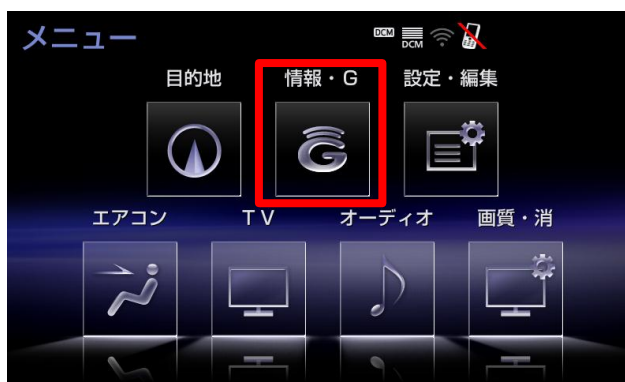 メニュー
DCM
DCM
目的地 情報・G 設定・編集
G
エアコン TV オーディオ 画質・消